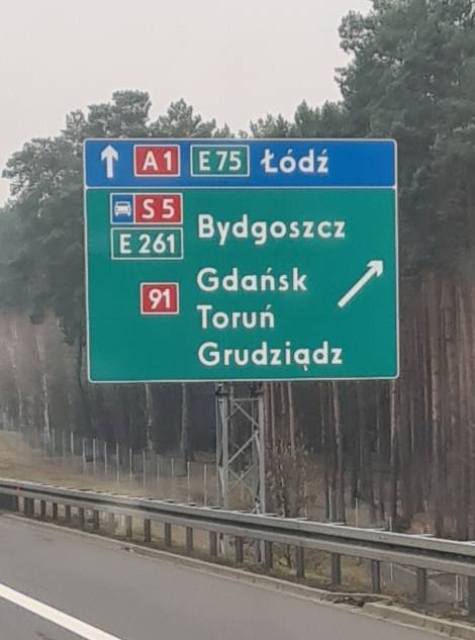 A1 E75 Łódź
S5
E 261 Bydgoszcz
Gdańsk
91 Toruń
Grudziądz